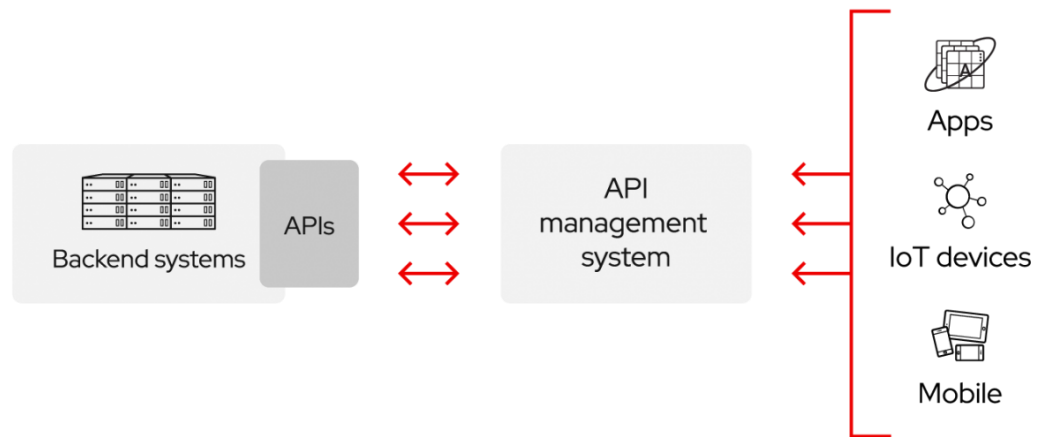 Backend systems
APIs
API
management
system
A
Apps
IoT devices
Mobile